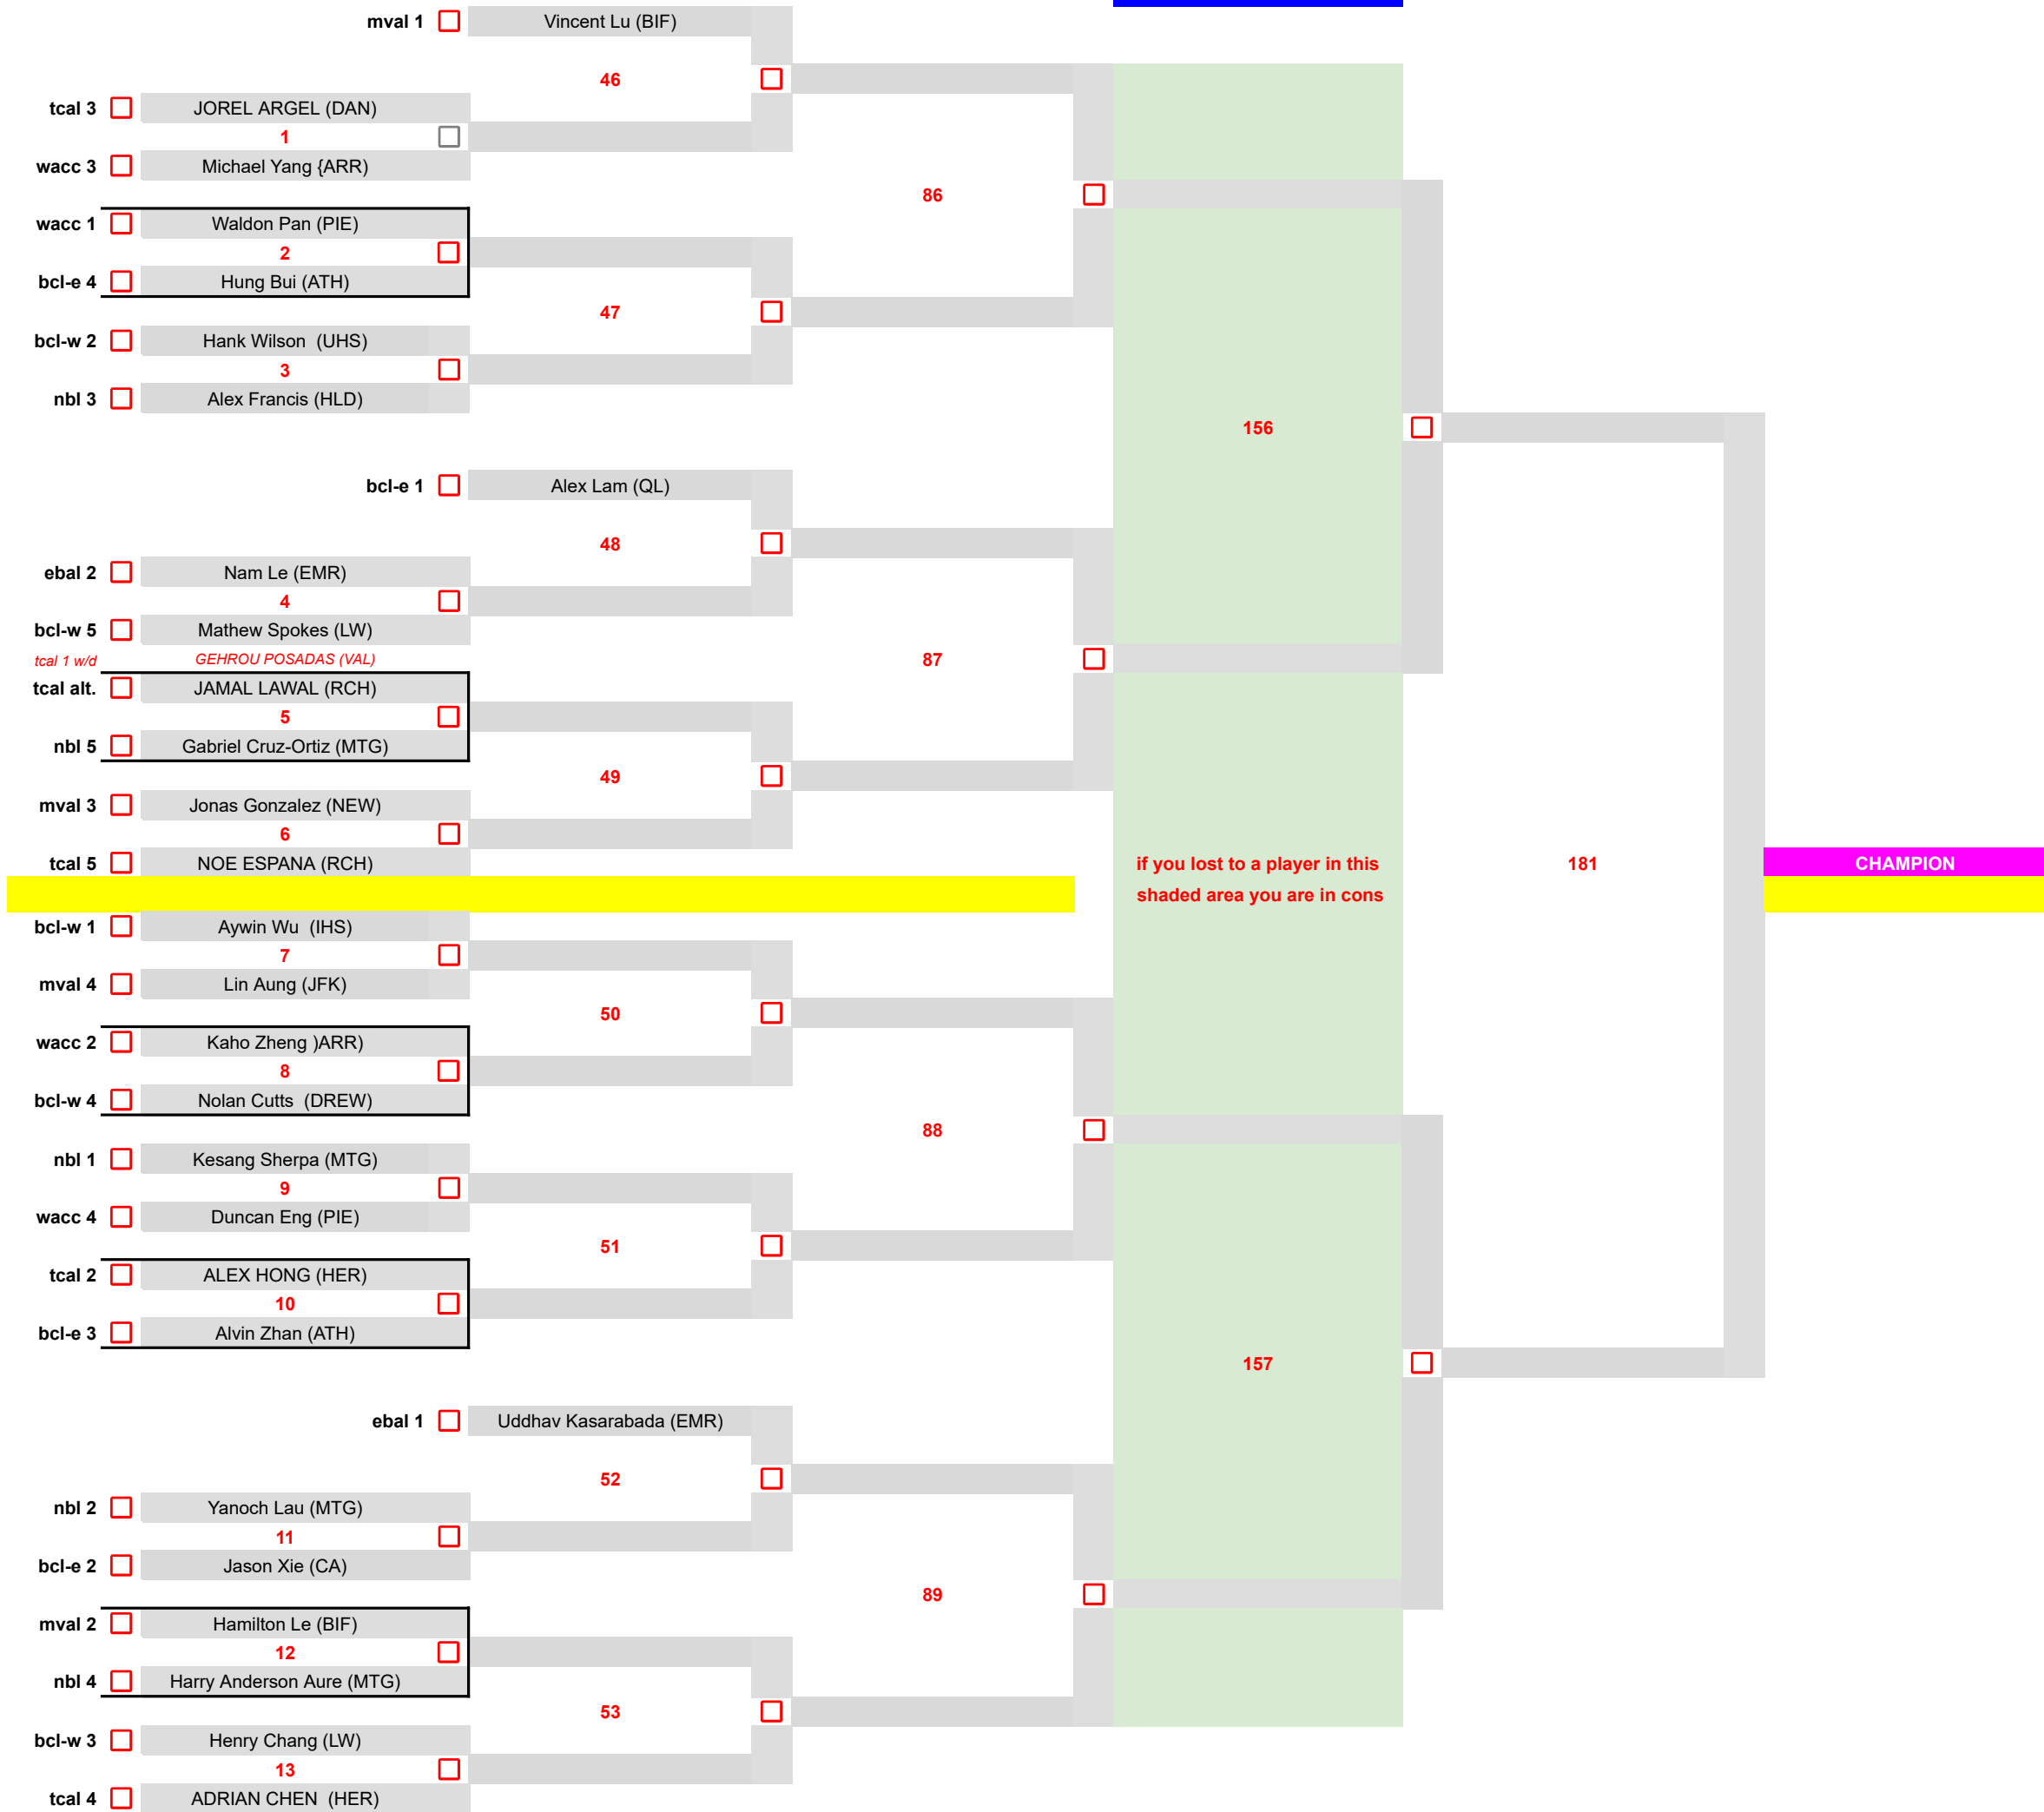 mval 1 Vincent Lu (BIF)
46
tcal 3 JOREL ARGEL (DAN)
1
wacc 3 Michael Yang {ARR)
86
wacc 1 Waldon Pan (PIE)
2
bcl-e 4 Hung Bui (ATH)
47
bcl-w 2 Hank Wilson  (UHS)
3
nbl 3 Alex Francis (HLD)
156
bcl-e 1 Alex Lam (QL)
48
ebal 2 Nam Le (EMR)
4
bcl-w 5 Mathew Spokes (LW)
tcal 1 w/d GEHROU POSADAS (VAL)
87
tcal alt. JAMAL LAWAL (RCH)
5
nbl 5 Gabriel Cruz-Ortiz (MTG)
49
mval 3 Jonas Gonzalez (NEW)
6
tcal 5 NOE ESPANA (RCH)
if you lost to a player in this
shaded area you are in cons
181
CHAMPION
bcl-w 1 Aywin Wu  (IHS)
7
mval 4 Lin Aung (JFK)
50
wacc 2 Kaho Zheng )ARR)
8
bcl-w 4 Nolan Cutts  (DREW)
88
nbl 1 Kesang Sherpa (MTG)
9
wacc 4 Duncan Eng (PIE)
51
tcal 2 ALEX HONG (HER)
10
bcl-e 3 Alvin Zhan (ATH)
157
ebal 1 Uddhav Kasarabada (EMR)
52
nbl 2 Yanoch Lau (MTG)
11
bcl-e 2 Jason Xie (CA)
89
mval 2 Hamilton Le (BIF)
12
nbl 4 Harry Anderson Aure (MTG)
53
bcl-w 3 Henry Chang (LW)
13
tcal 4 ADRIAN CHEN  (HER)